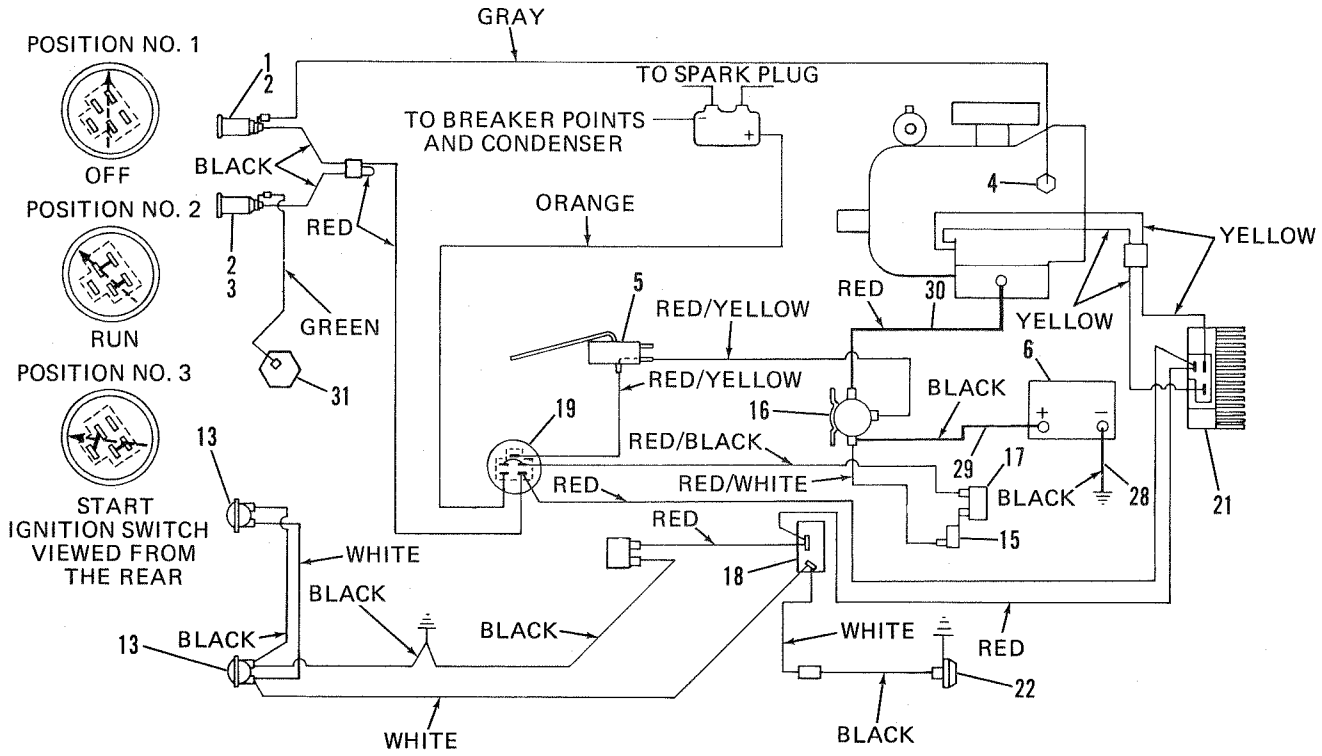 GRAY
POSITION NO. 1
1
2
TO SPARK PLUG
TO BREAKER POINTS
AND CONDENSER
-
+
OFF
BLACK
4
POSITION NO. 2
ORANGE
RED
YELLOW
2
3
5
RED/YELLOW
RED
30
GREEN
YELLOW
6
RUN
POSITION NO. 3
31
RED/YELLOW
BLACK
19
16
+
-
13
RED/BLACK
29
17
RED/WHITE
BLACK
28
21
RED
START
IGNITION SWITCH
VIEWED FROM
THE REAR
RED
15
WHITE
18
BLACK
BLACK
BLACK
WHITE
RED
13
22
BLACK
WHITE